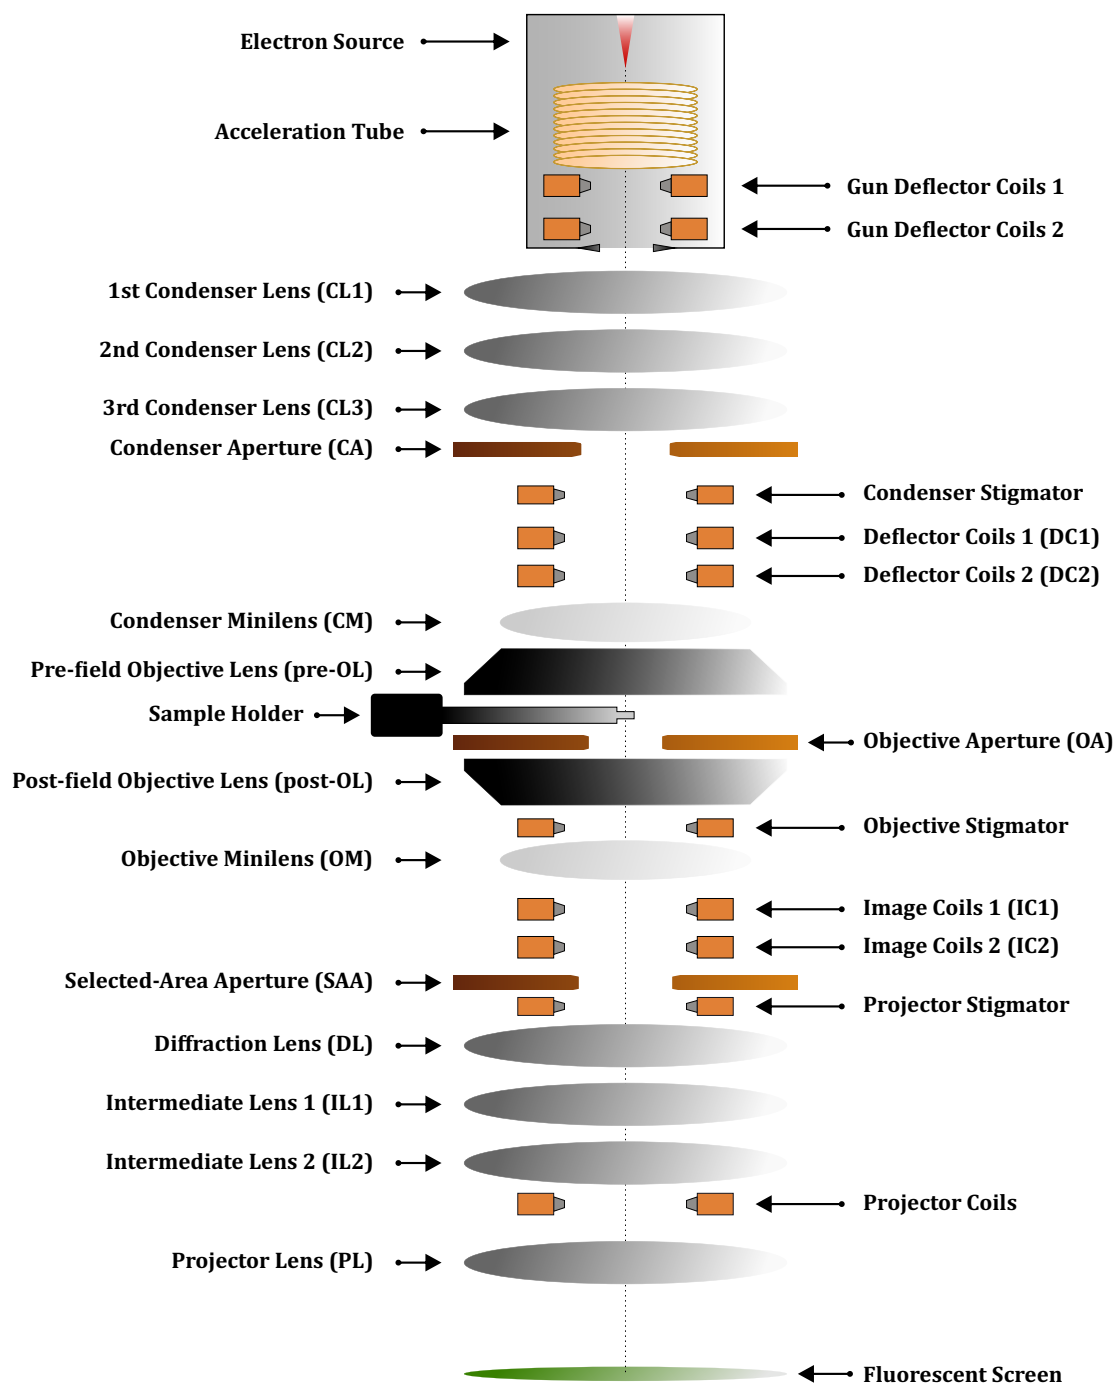 Electron Source
Acceleration Tube
Gun Deflector Coils 1
Gun Deflector Coils 2
1st Condenser Lens (CL1)
2nd Condenser Lens (CL2)
3rd Condenser Lens (CL3)
Condenser Aperture (CA)
Condenser Stigmator
Deflector Coils 1 (DC1)
Deflector Coils 2 (DC2)
Condenser Minilens (CM)
Pre-field Objective Lens (pre-OL)
Sample Holder
Objective Aperture (OA)
Post-field Objective Lens (post-OL)
Objective Stigmator
Objective Minilens (OM)
Image Coils 1 (IC1)
Image Coils 2 (IC2)
Selected-Area Aperture (SAA)
Projector Stigmator
Diffraction Lens (DL)
Intermediate Lens 1 (IL1)
Intermediate Lens 2 (IL2)
Projector Coils
Projector Lens (PL)
Fluorescent Screen